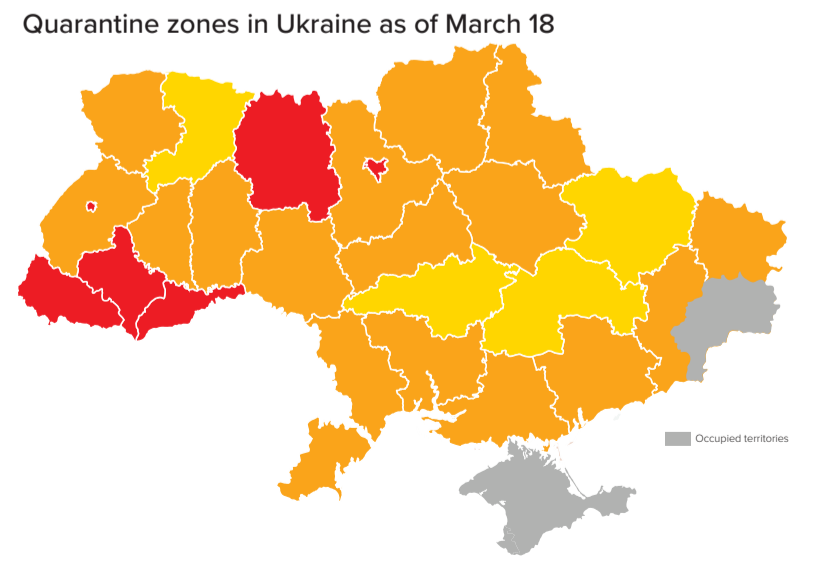 Quarantine zones in Ukraine as of March 18
Occupied territories